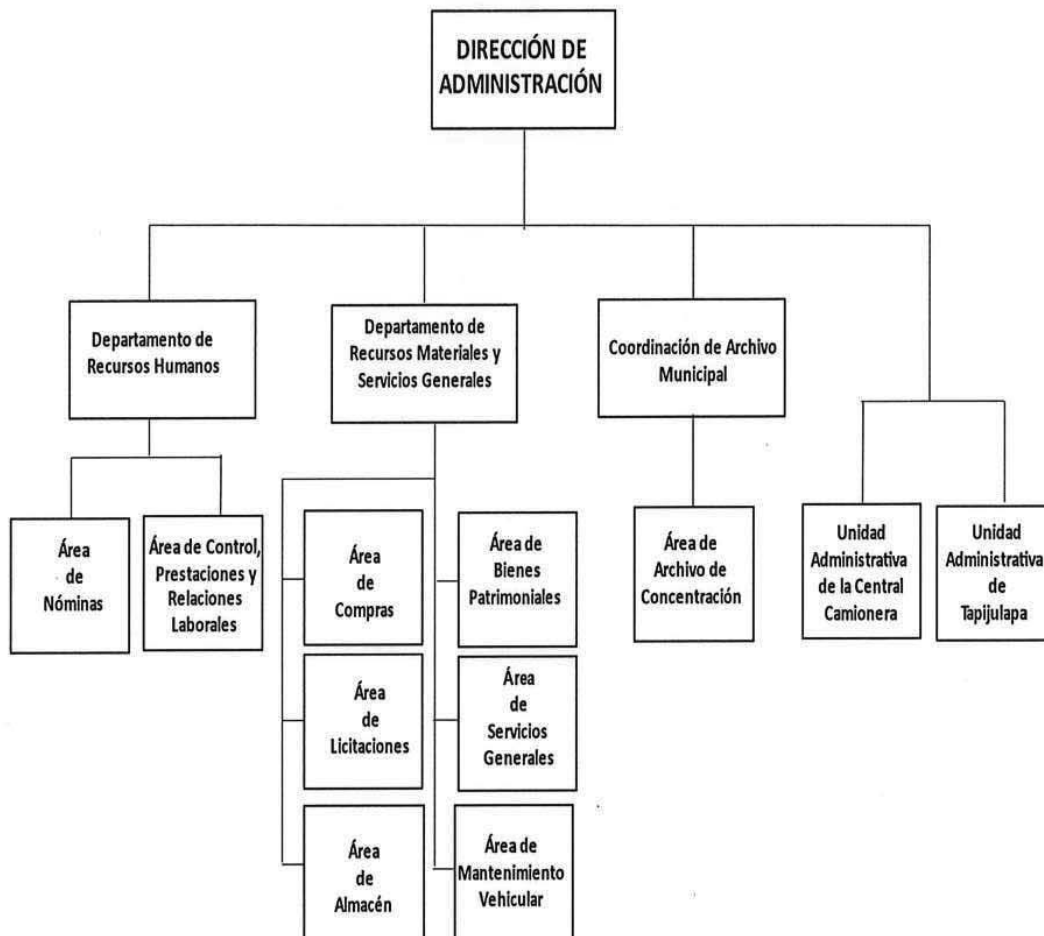 DIRECCIÓN DE
ADMINISTRACIÓN
Departamento de
Recursos Humanos
Departamento de
Recursos Materiales y
Servicios Generales
Coordinación de Archivo
Municipal
Área
de
Nóminas
Área de Control,
Prestaciones y
Relaciones
Laborales
Área
de
Compras
Área de
Bienes
Patrimoniales
Área de
Archivo de
Concentración
Unidad
Administrativa
de la Central
Camionera
Unidad
Administrativa
de
Tapijulapa
Área
de
Licitaciones
Área
de
Servicios
Generales
Área
de
Almacén
Área de
Mantenimiento
Vehicular